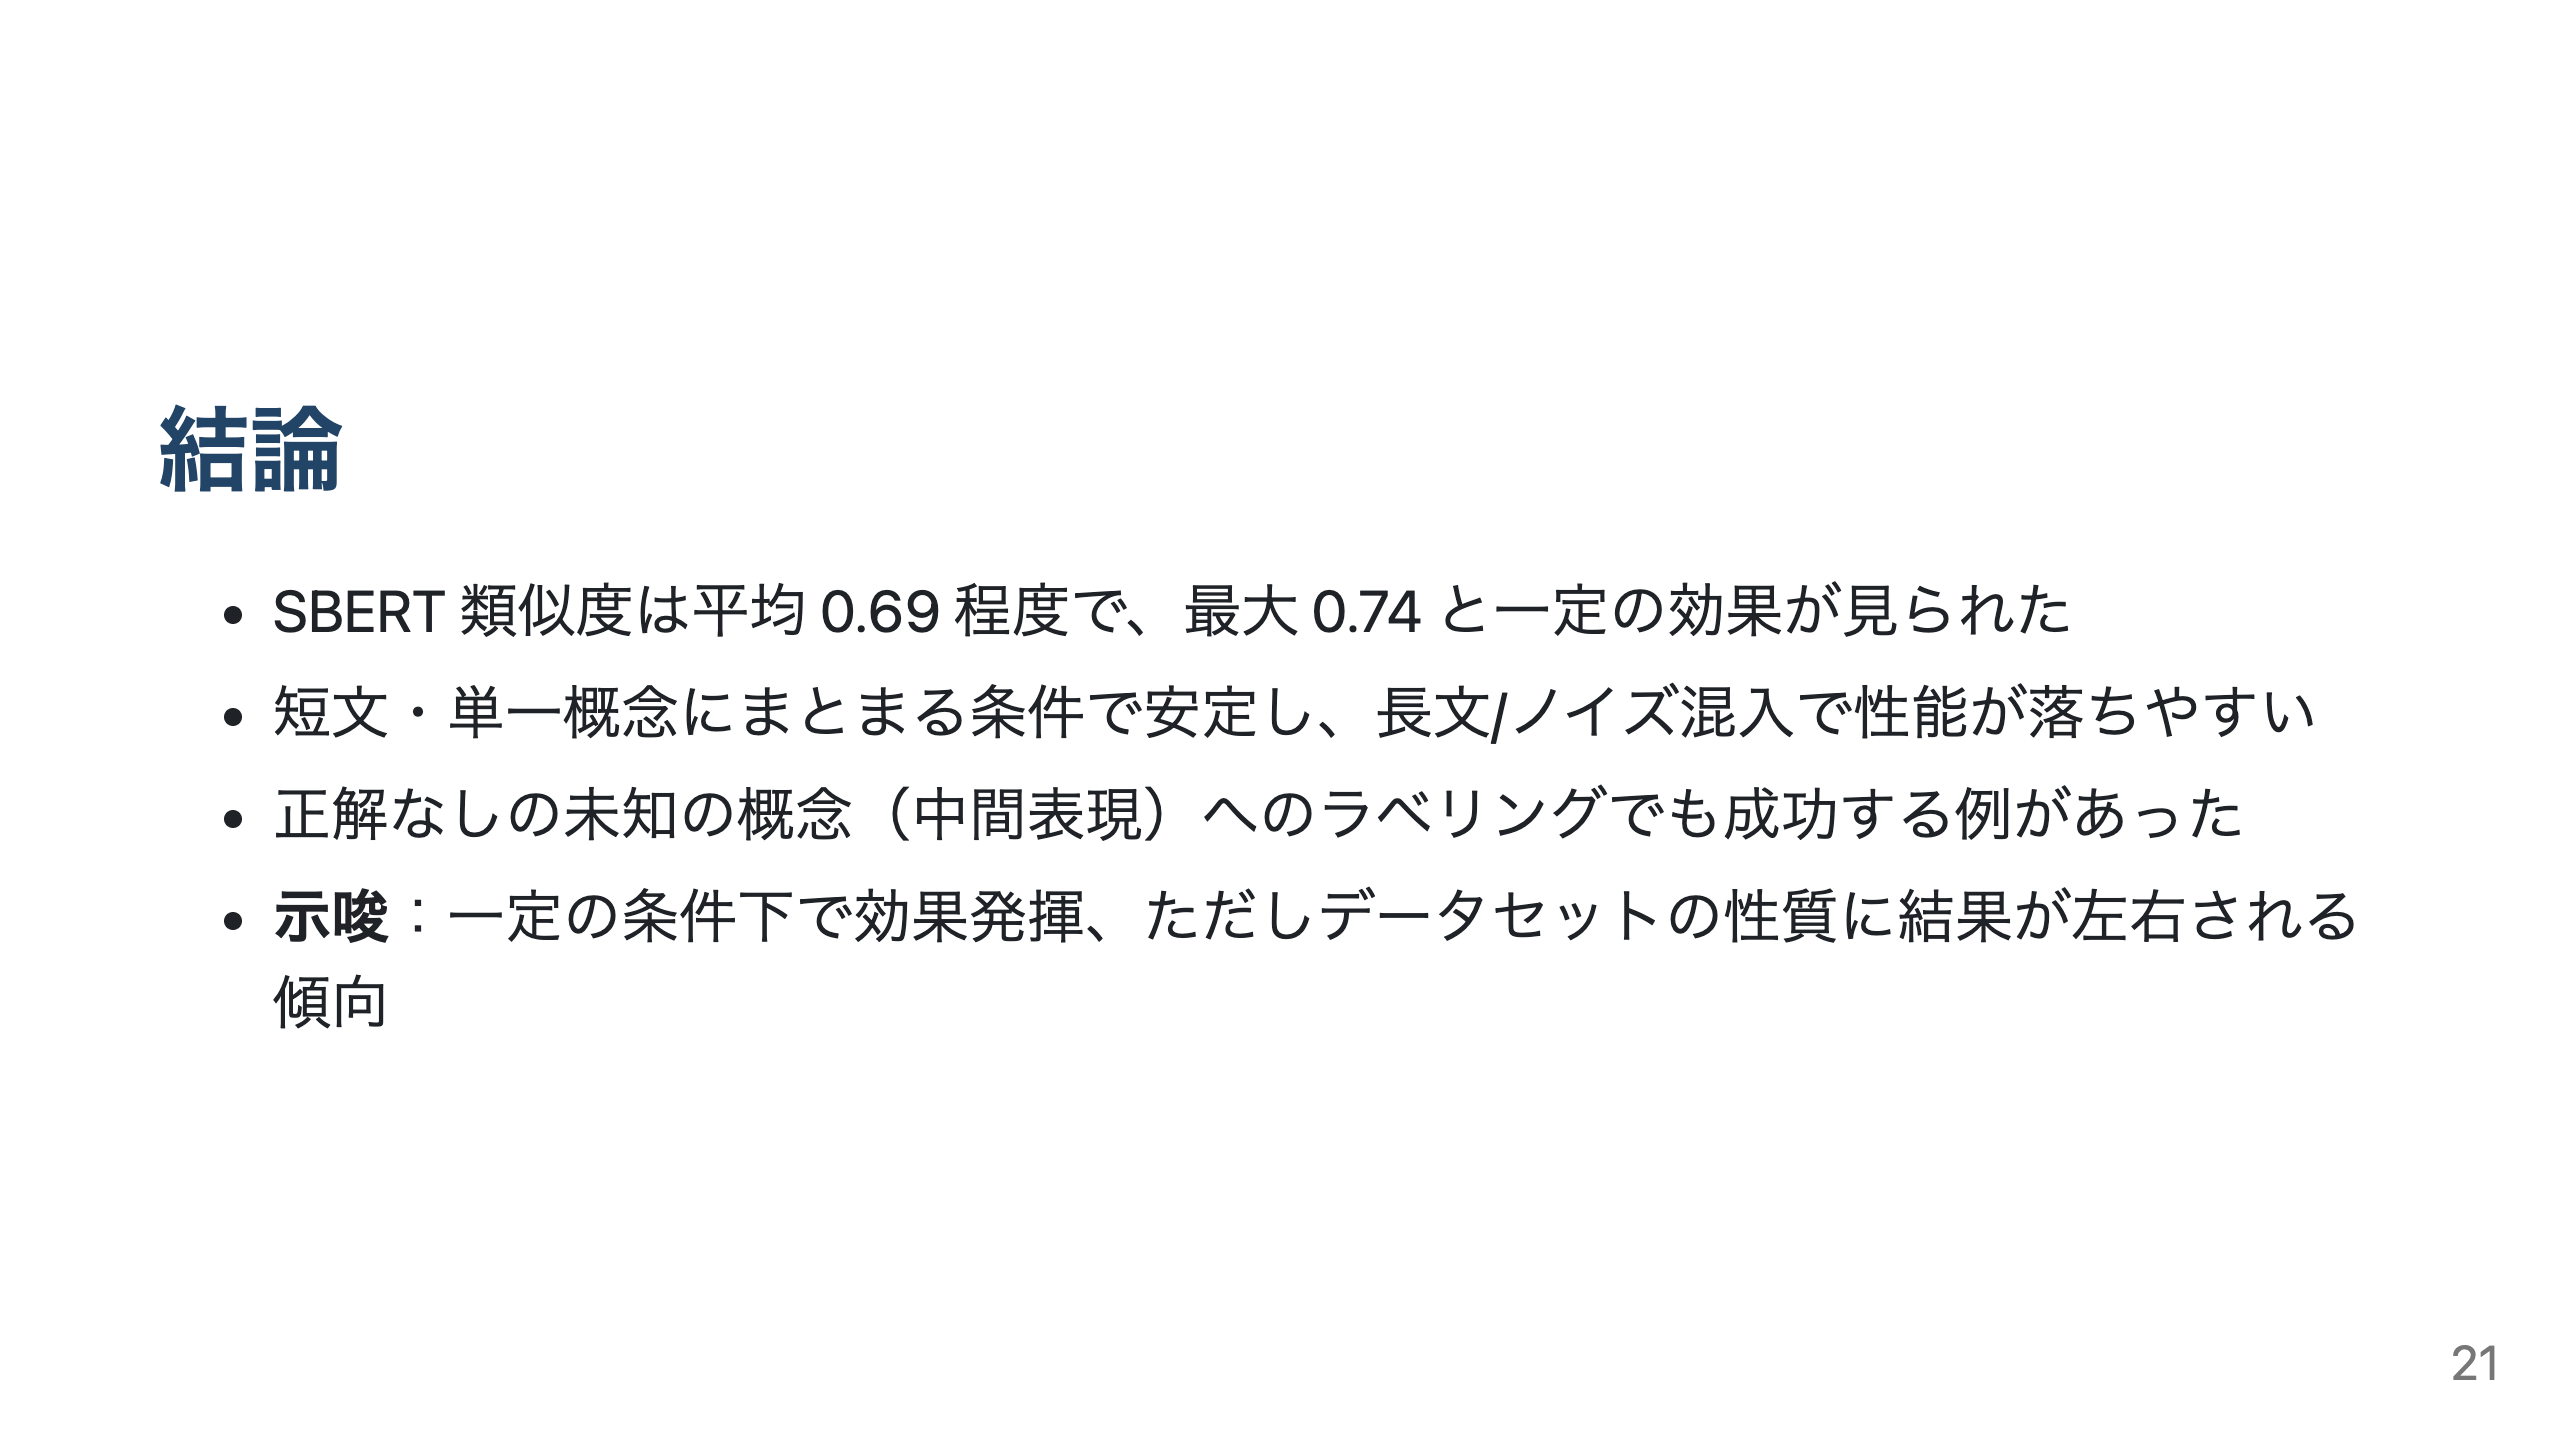 結論
• SBERT 類似度は平均 0.69 程度で、最大 0.74 と一定の効果が見られた
• 短文・単一概念にまとまる条件で安定し、長文/ノイズ混入で性能が落ちやすい
• 正解なしの未知の概念（中間表現）へのラベリングでも成功する例があった
• 示唆：一定の条件下で効果発揮、ただしデータセットの性質に結果が左右される
傾向
21